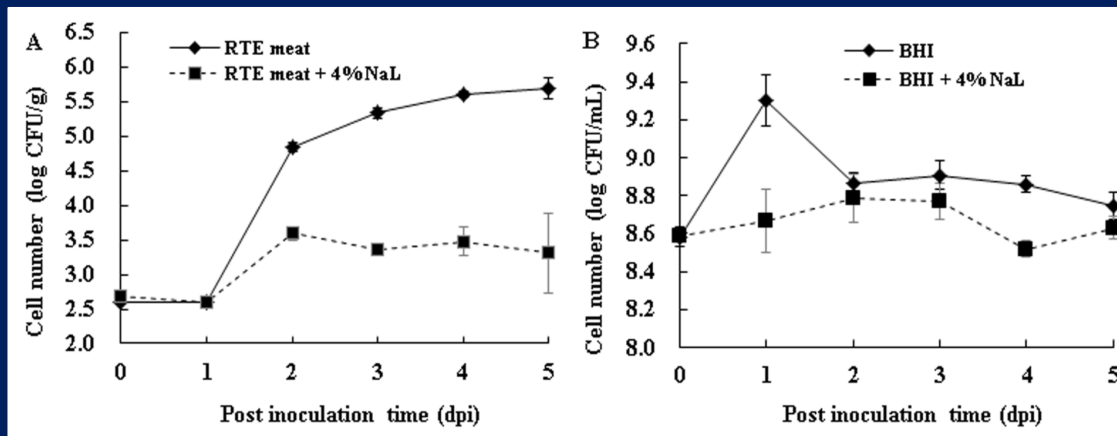 A
RTE meat
RTE meat + 4%NaL
Cell number (log CFU/g)
6.5
6.0
5.5
5.0
4.5
4.0
3.5
3.0
2.5
2.0
0 1 2 3 4 5
Post inoculation time (dpi)
B
BHI
BHI + 4%NaL
Cell number (log CFU/mL)
9.6
9.4
9.2
9.0
8.8
8.6
8.4
8.2
8.0
0 1 2 3 4 5
Post inoculation time (dpi)